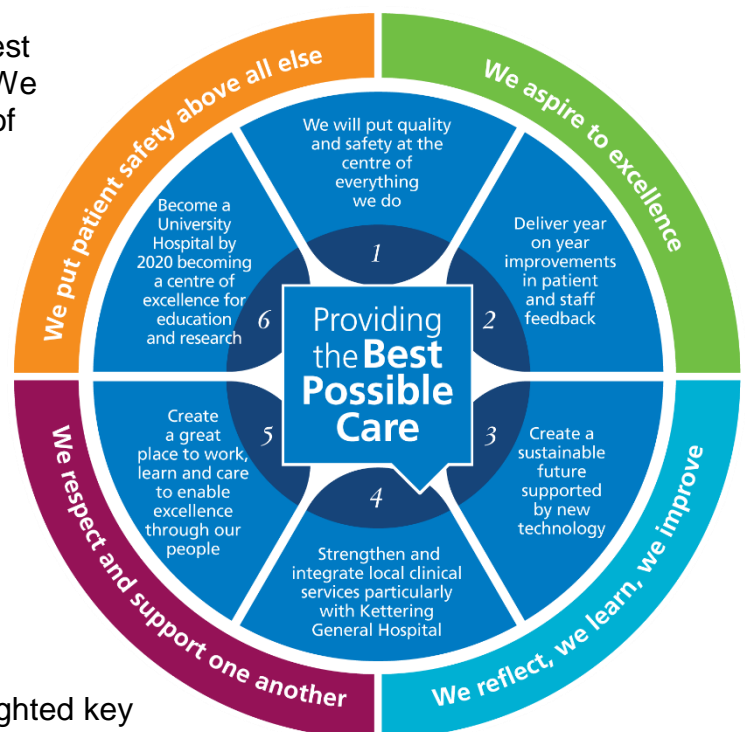 est
We
of
We put patient safety above all else
We aspire to excellence
We reflect, we learn, we improve
We respect and support one another
We will put quality
and safety at the
centre of
everything
we do
1
Deliver year
on year
improvements
in patient
and staff
feedback
2
Create a
sustainable
future
supported
by new
technology
3
Strengthen and
integrate local clinical
services particularly
with Kettering
General Hospital
4
Create
a great
place to work,
learn and care
to enable
excellence
through our
people
5
Become a
University
Hospital by
2020 becoming
a centre of
excellence for
education
and research
6
Providing
the Best
Possible
Care
ghted key